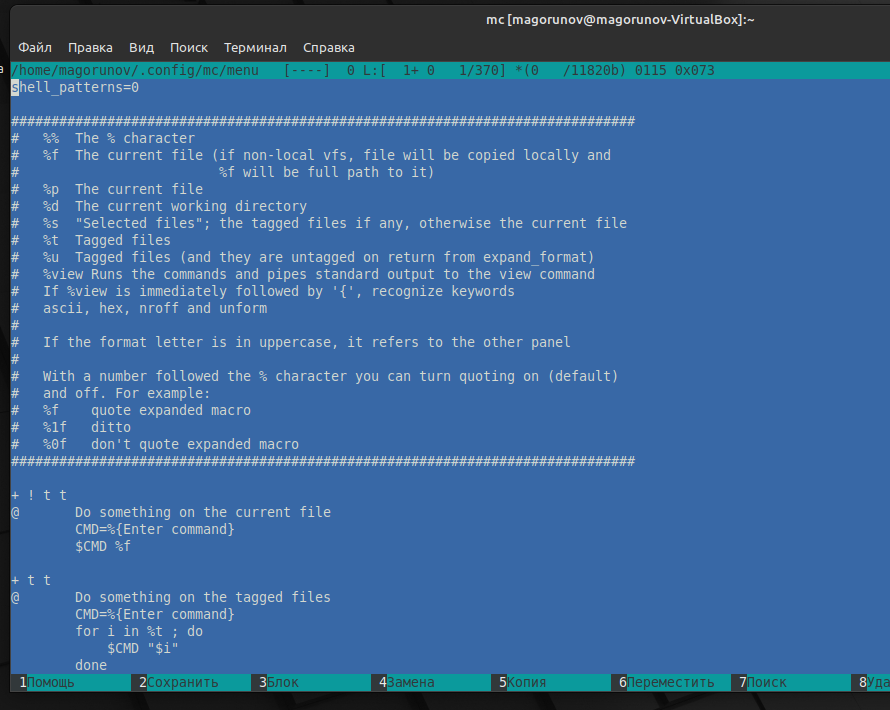 mc [magorunov@magorunov-VirtualBox]:~
Файл Правка Вид Поиск Терминал Справка
/home/magorunov/.config/mc/menu   [----]  0 L:[  1+ 0   1/370] *(0   /11820b) 0115 0x073
shell_patterns=0
##############################################################################
#   %%  The % character
#   %f  The current file (if non-local vfs, file will be copied locally and
#                         %f will be full path to it)
#   %p  The current file
#   %d  The current working directory
#   %s  "Selected files"; the tagged files if any, otherwise the current file
#   %t  Tagged files
#   %u  Tagged files (and they are untagged on return from expand_format)
#   %view Runs the commands and pipes standard output to the view command
#   If %view is immediately followed by '{', recognize keywords
#   ascii, hex, nroff and unform
#
#   If the format letter is in uppercase, it refers to the other panel
#
#   With a number followed the % character you can turn quoting on (default)
#   and off. For example:
#   %f    quote expanded macro
#   %1f   ditto
#   %0f   don't quote expanded macro
##############################################################################
+ ! t t
@       Do something on the current file
        CMD=%{Enter command}
        $CMD %f
+ t t
@       Do something on the tagged files
        CMD=%{Enter command}
        for i in %t ; do
            $CMD "$i"
        done
1Помощь 2Сохранить 3Блок 4Замена 5Копия 6Переместить 7Поиск 8Уда